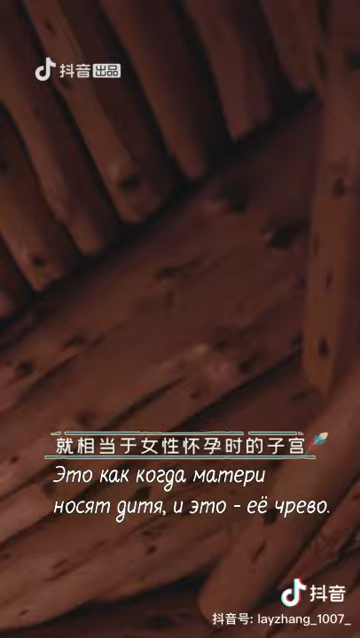 抖音出品
就相当于女性怀孕时的子宫
Это как когда матери
носят дитя, и это - её чрево.
抖音
抖音号: layzhang_1007_